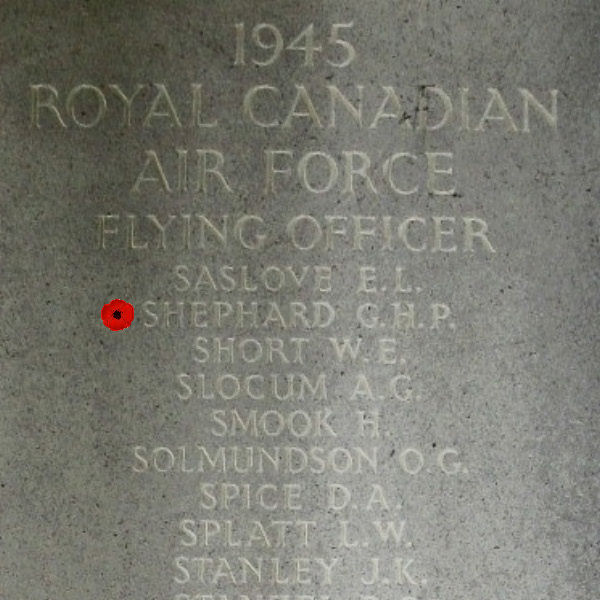 1945
ROYAL CANADIAN
AIR FORCE
FLYING OFFICER
SASLOVE E.L.
SHEPHARD G.H.P.
SHORT W.E.
SLOCUM A.G.
SMOOK H.
SOLMUNDSON O.G.
SPICE D.A.
SPLATT L.W.
STANLEY J.K.